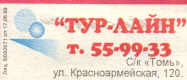 "ТУР-ЛАЙН"
т. 55-99-33
С/к «Томь»,
ул. Красноармейская, 120